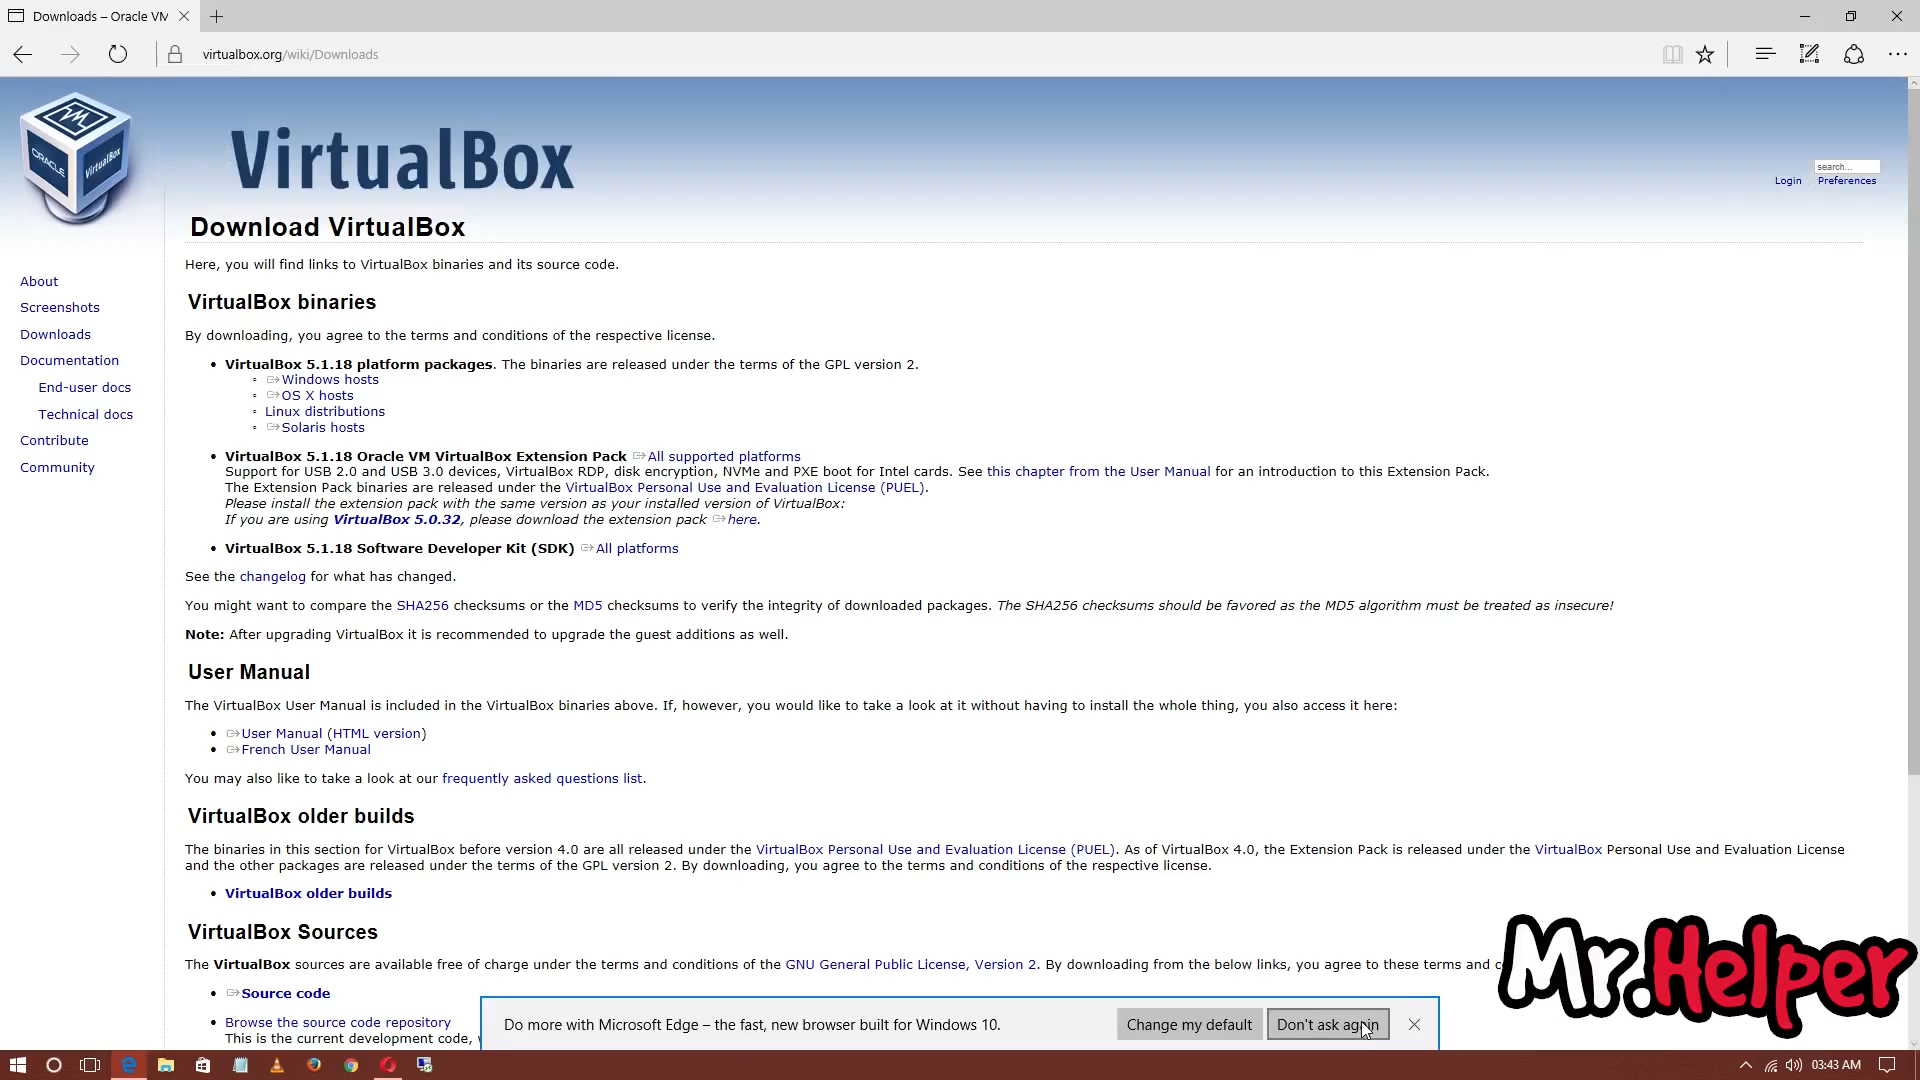 Downloads – Oracle VM
virtualbox.org/wiki/Downloads
ORACLE
VirtualBox
VirtualBox
search...
Login
Preferences
Download VirtualBox
Here, you will find links to VirtualBox binaries and its source code.
About
Screenshots
Downloads
Documentation
End-user docs
Technical docs
Contribute
Community
VirtualBox binaries
By downloading, you agree to the terms and conditions of the respective license.
VirtualBox 5.1.18 platform packages. The binaries are released under the terms of the GPL version 2.
Windows hosts
OS X hosts
Linux distributions
Solaris hosts
VirtualBox 5.1.18 Oracle VM VirtualBox Extension Pack All supported platforms
Support for USB 2.0 and USB 3.0 devices, VirtualBox RDP, disk encryption, NVMe and PXE boot for Intel cards. See this chapter from the User Manual for an introduction to this Extension Pack.
The Extension Pack binaries are released under the VirtualBox Personal Use and Evaluation License (PUEL).
Please install the extension pack with the same version as your installed version of VirtualBox:
If you are using VirtualBox 5.0.32, please download the extension pack here.
VirtualBox 5.1.18 Software Developer Kit (SDK) All platforms
See the changelog for what has changed.
You might want to compare the SHA256 checksums or the MD5 checksums to verify the integrity of downloaded packages. The SHA256 checksums should be favored as the MD5 algorithm must be treated as insecure!
Note: After upgrading VirtualBox it is recommended to upgrade the guest additions as well.
User Manual
The VirtualBox User Manual is included in the VirtualBox binaries above. If, however, you would like to take a look at it without having to install the whole thing, you also access it here:
User Manual (HTML version)
French User Manual
You may also like to take a look at our frequently asked questions list.
VirtualBox older builds
The binaries in this section for VirtualBox before version 4.0 are all released under the VirtualBox Personal Use and Evaluation License (PUEL). As of VirtualBox 4.0, the Extension Pack is released under the VirtualBox Personal Use and Evaluation License
and the other packages are released under the terms of the GPL version 2. By downloading, you agree to the terms and conditions of the respective license.
VirtualBox older builds
VirtualBox Sources
The VirtualBox sources are available free of charge under the terms and conditions of the GNU General Public License, Version 2. By downloading from the below links, you agree to these terms and
Source code
Browse the source code repository
This is the current development code,
Do more with Microsoft Edge – the fast, new browser built for Windows 10.
Change my default
Don't ask again
Mr.Helper
03:43 AM